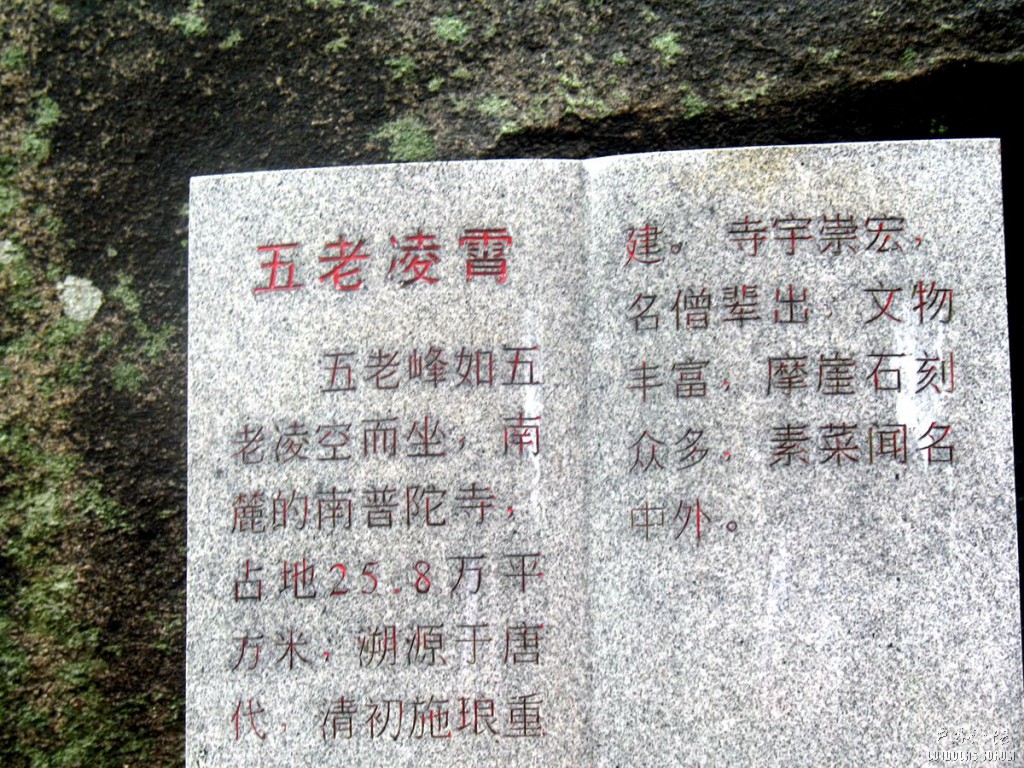 五老凌霄
五老峰如五
老凌空而坐，南
麓的南普陀寺，
占地25.8万平
方米，溯源于唐
代，清初施琅重
建。寺宇崇宏，
名僧辈出，文物
丰富，摩崖石刻
众多，素菜闻名
中外。